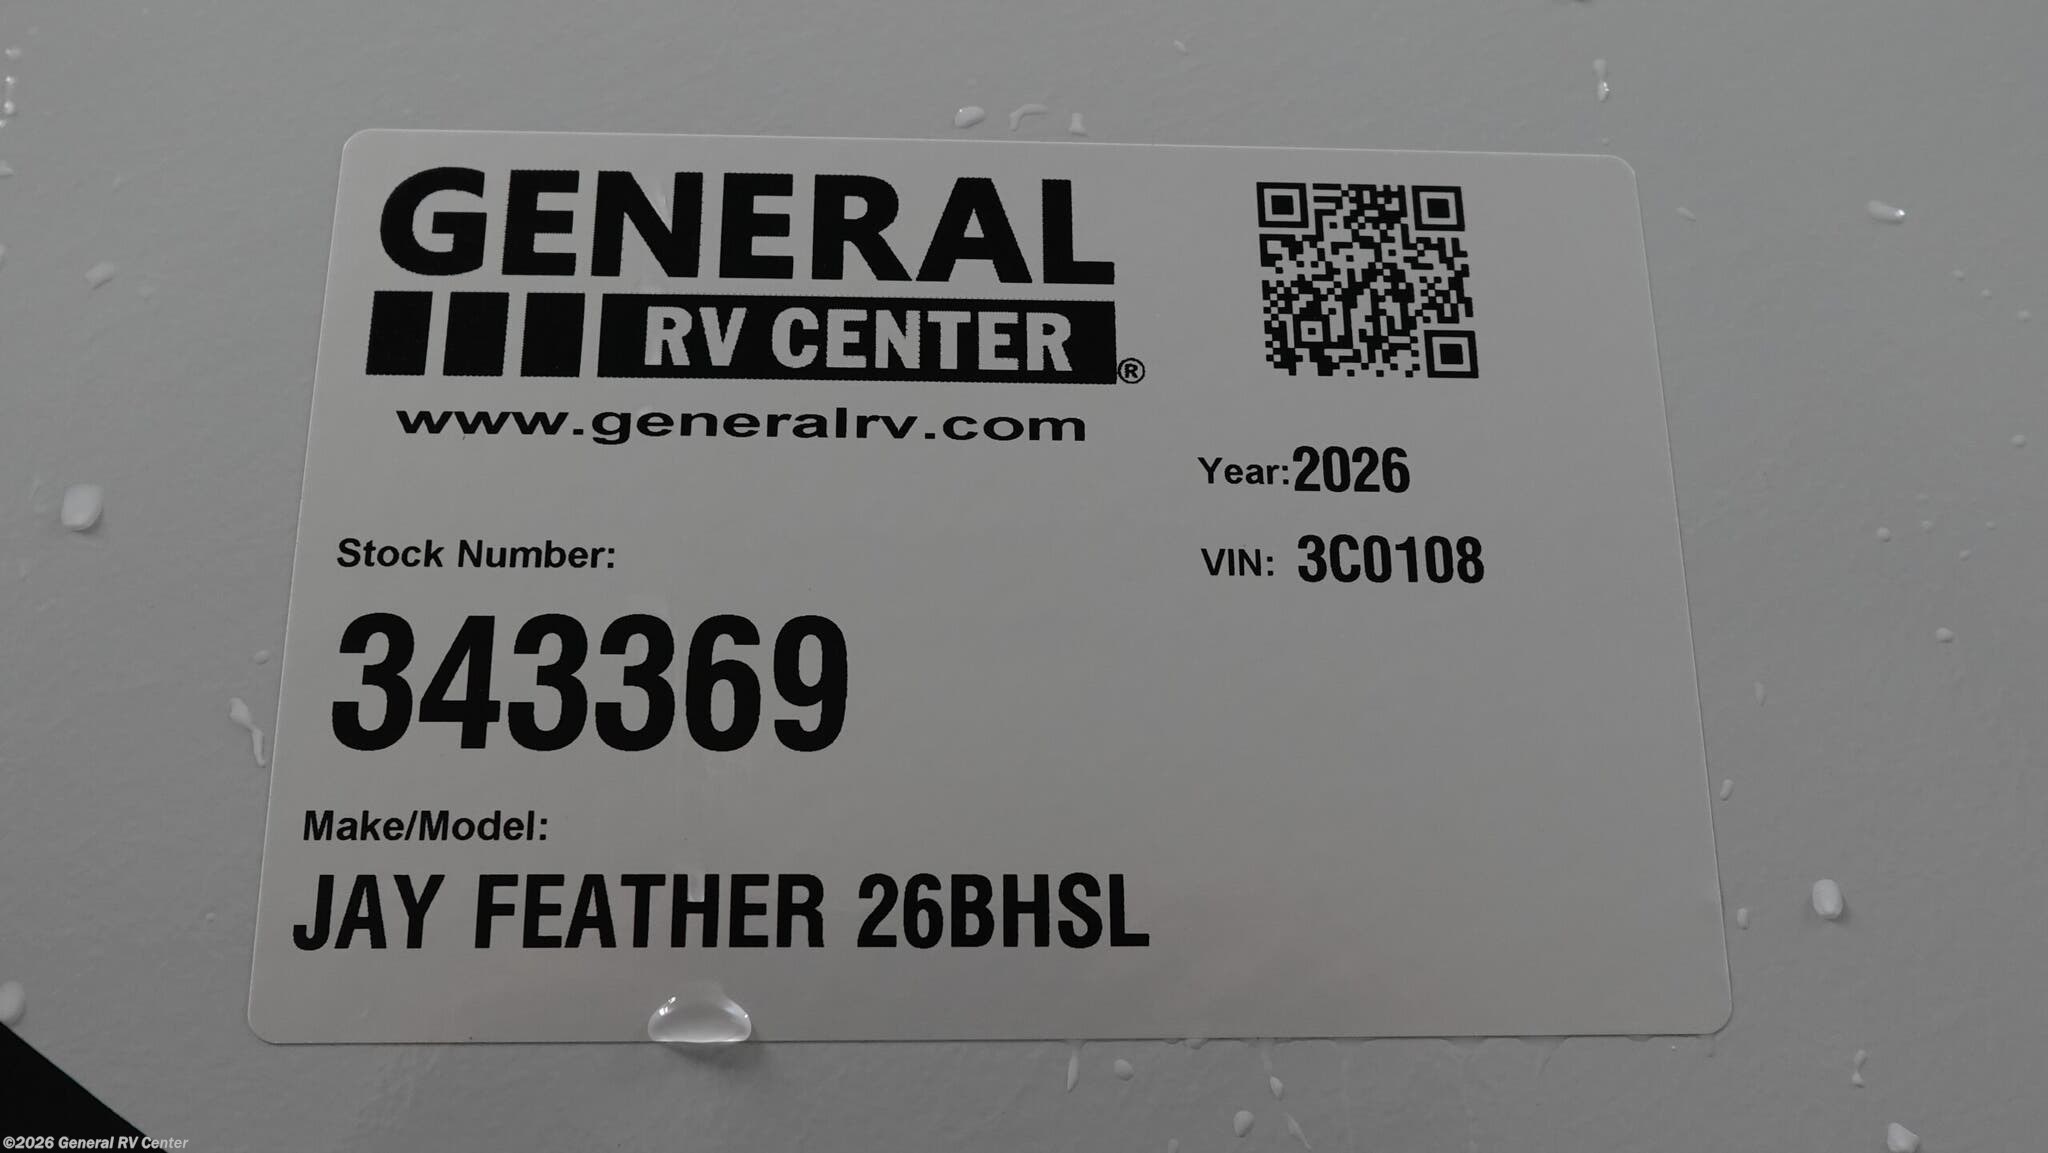 GENERAL
RV CENTER®
www.generalrv.com
Year: 2026
VIN: 3C0108
Stock Number:
343369
Make/Model:
JAY FEATHER 26BHSL
©2026 General RV Center